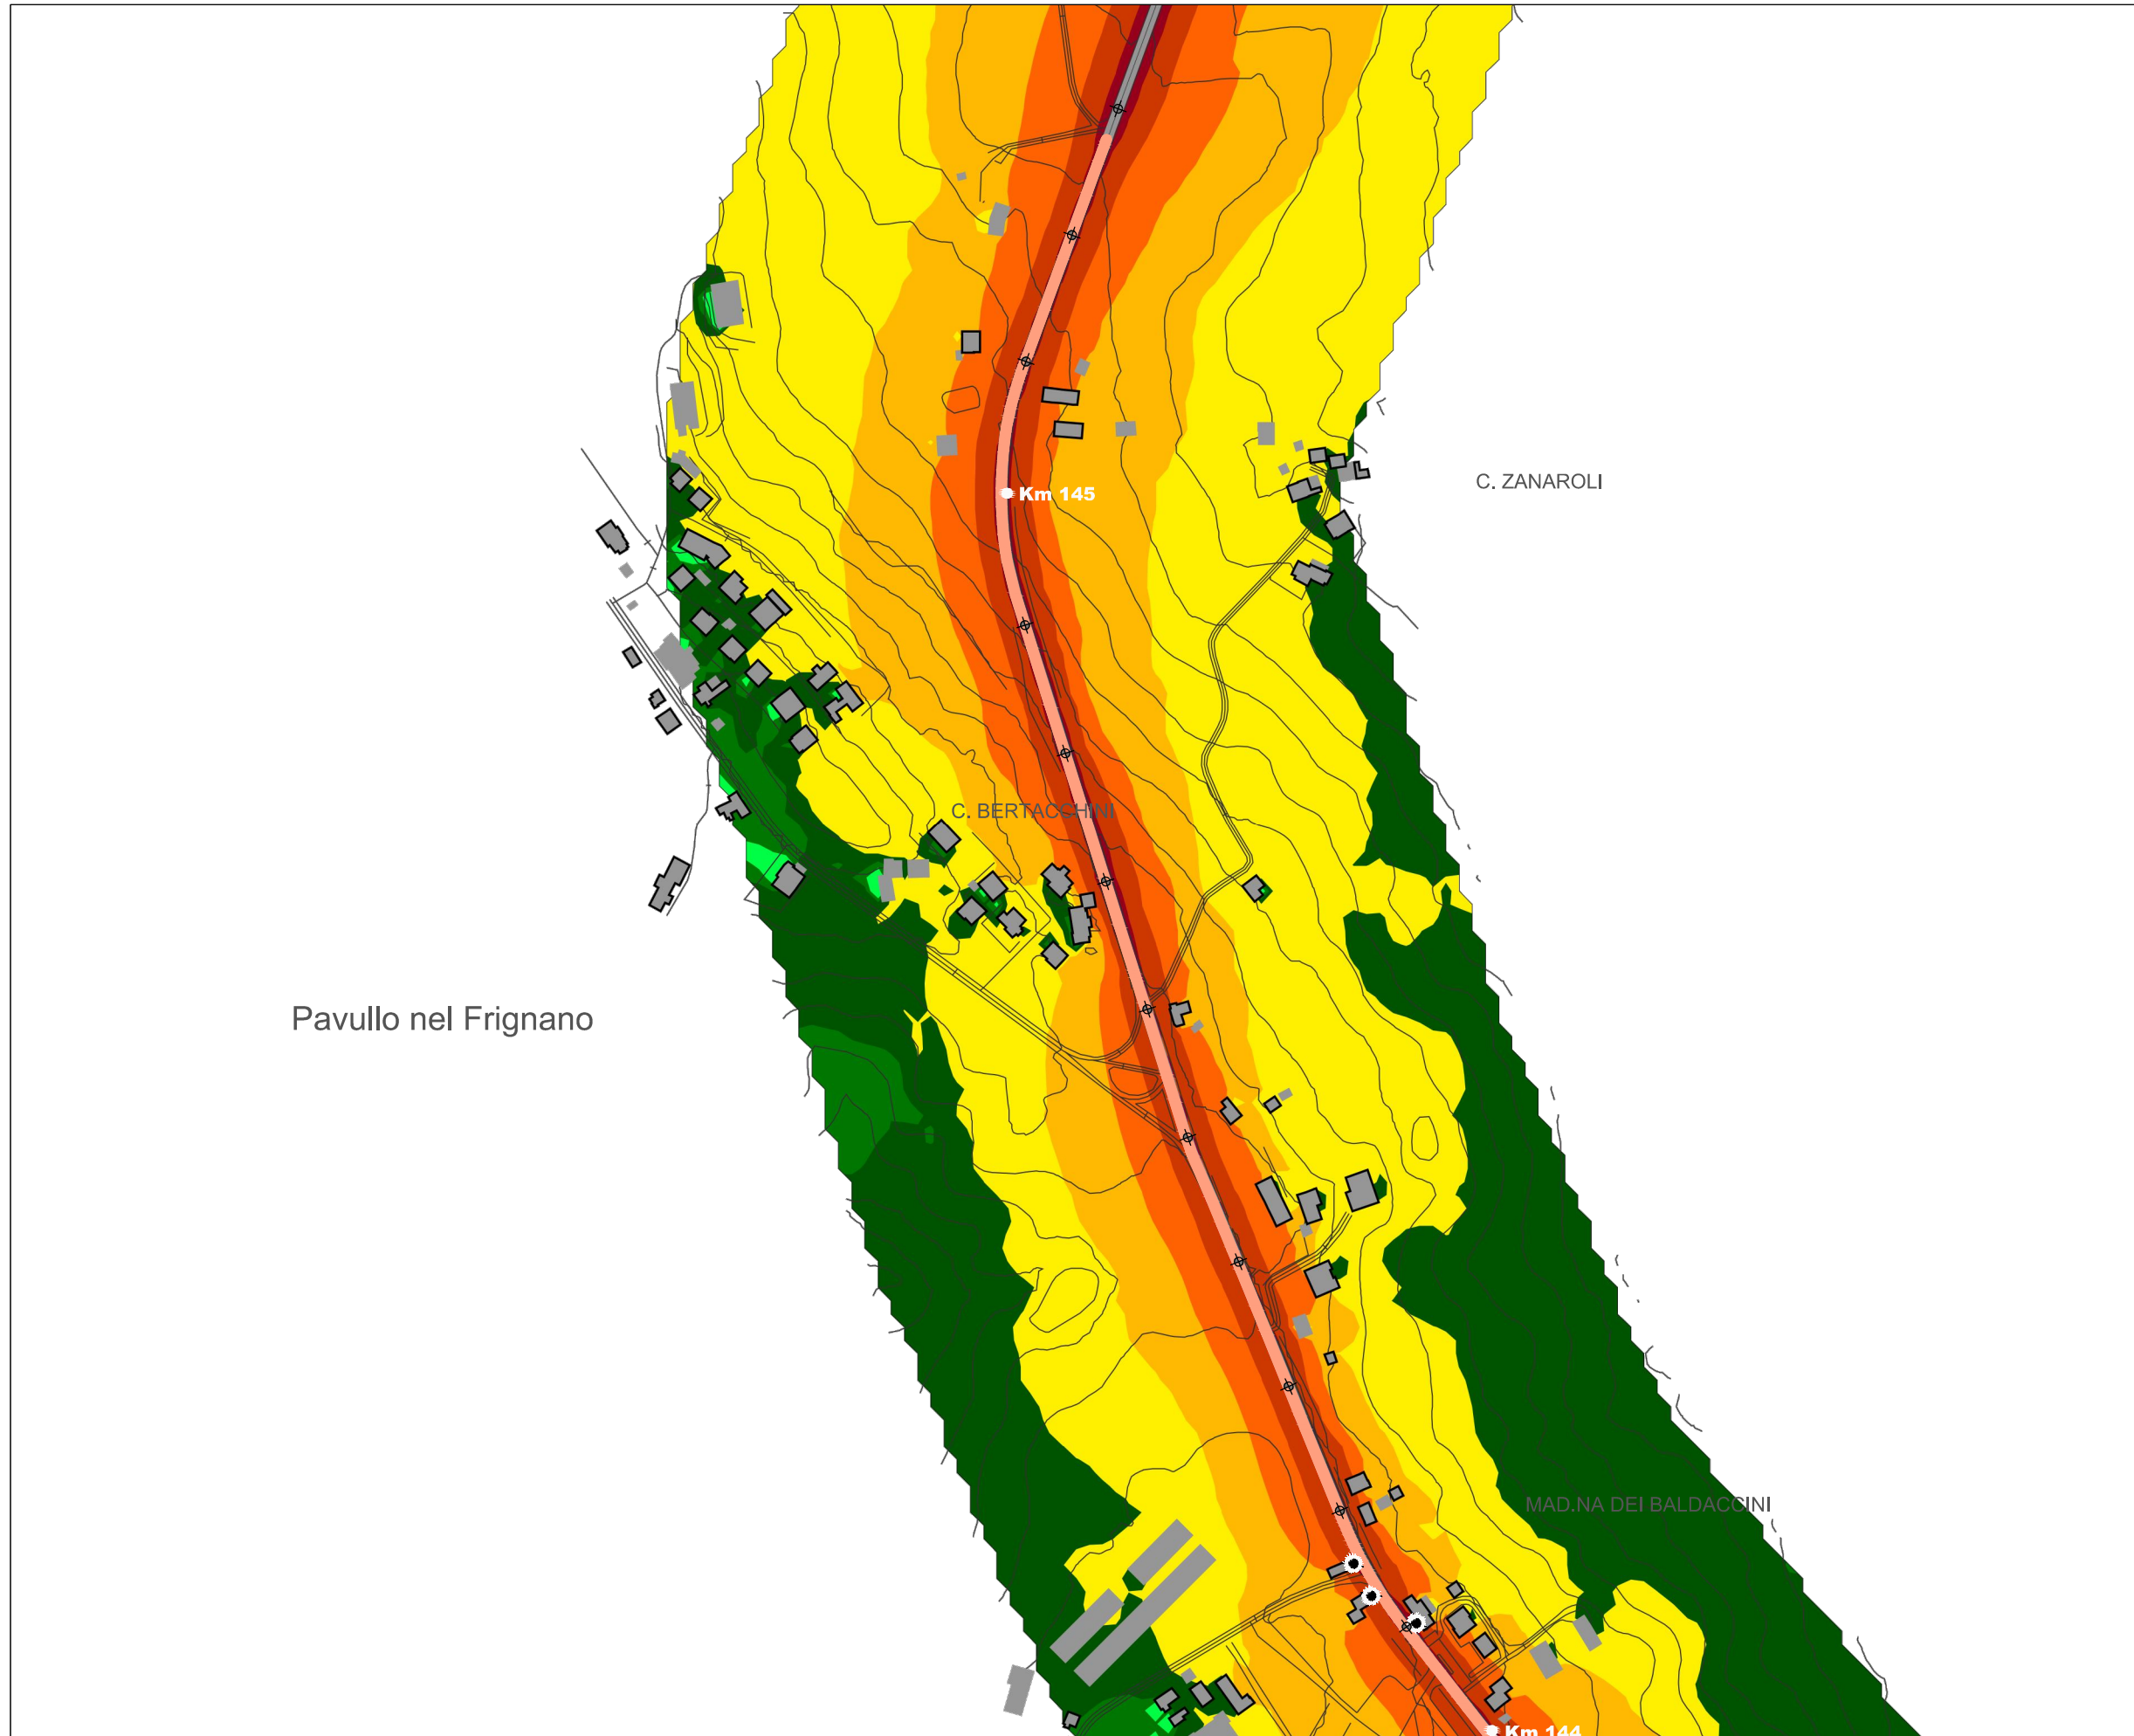 C. ZANAROLI
Km 145
C. BERTACCHINI
Pavullo nel Frignano
MAD.NA DEI BALDACCINI
Km 144